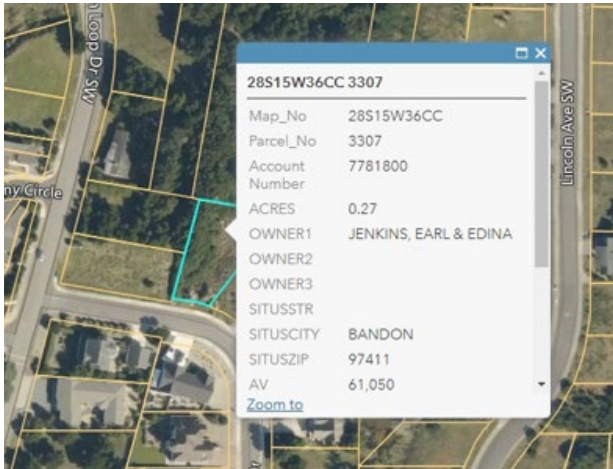 n Loop Dr SW
ny Circle
Lincoln Ave SW
28S15W36CC 3307
Map_No 28S15W36CC
Parcel_No 3307
Account
Number 7781800
ACRES 0.27
OWNER1 JENKINS, EARL & EDINA
OWNER2
OWNER3
SITUSSTR
SITUSCITY BANDON
SITUSZIP 97411
AV 61,050
Zoom to